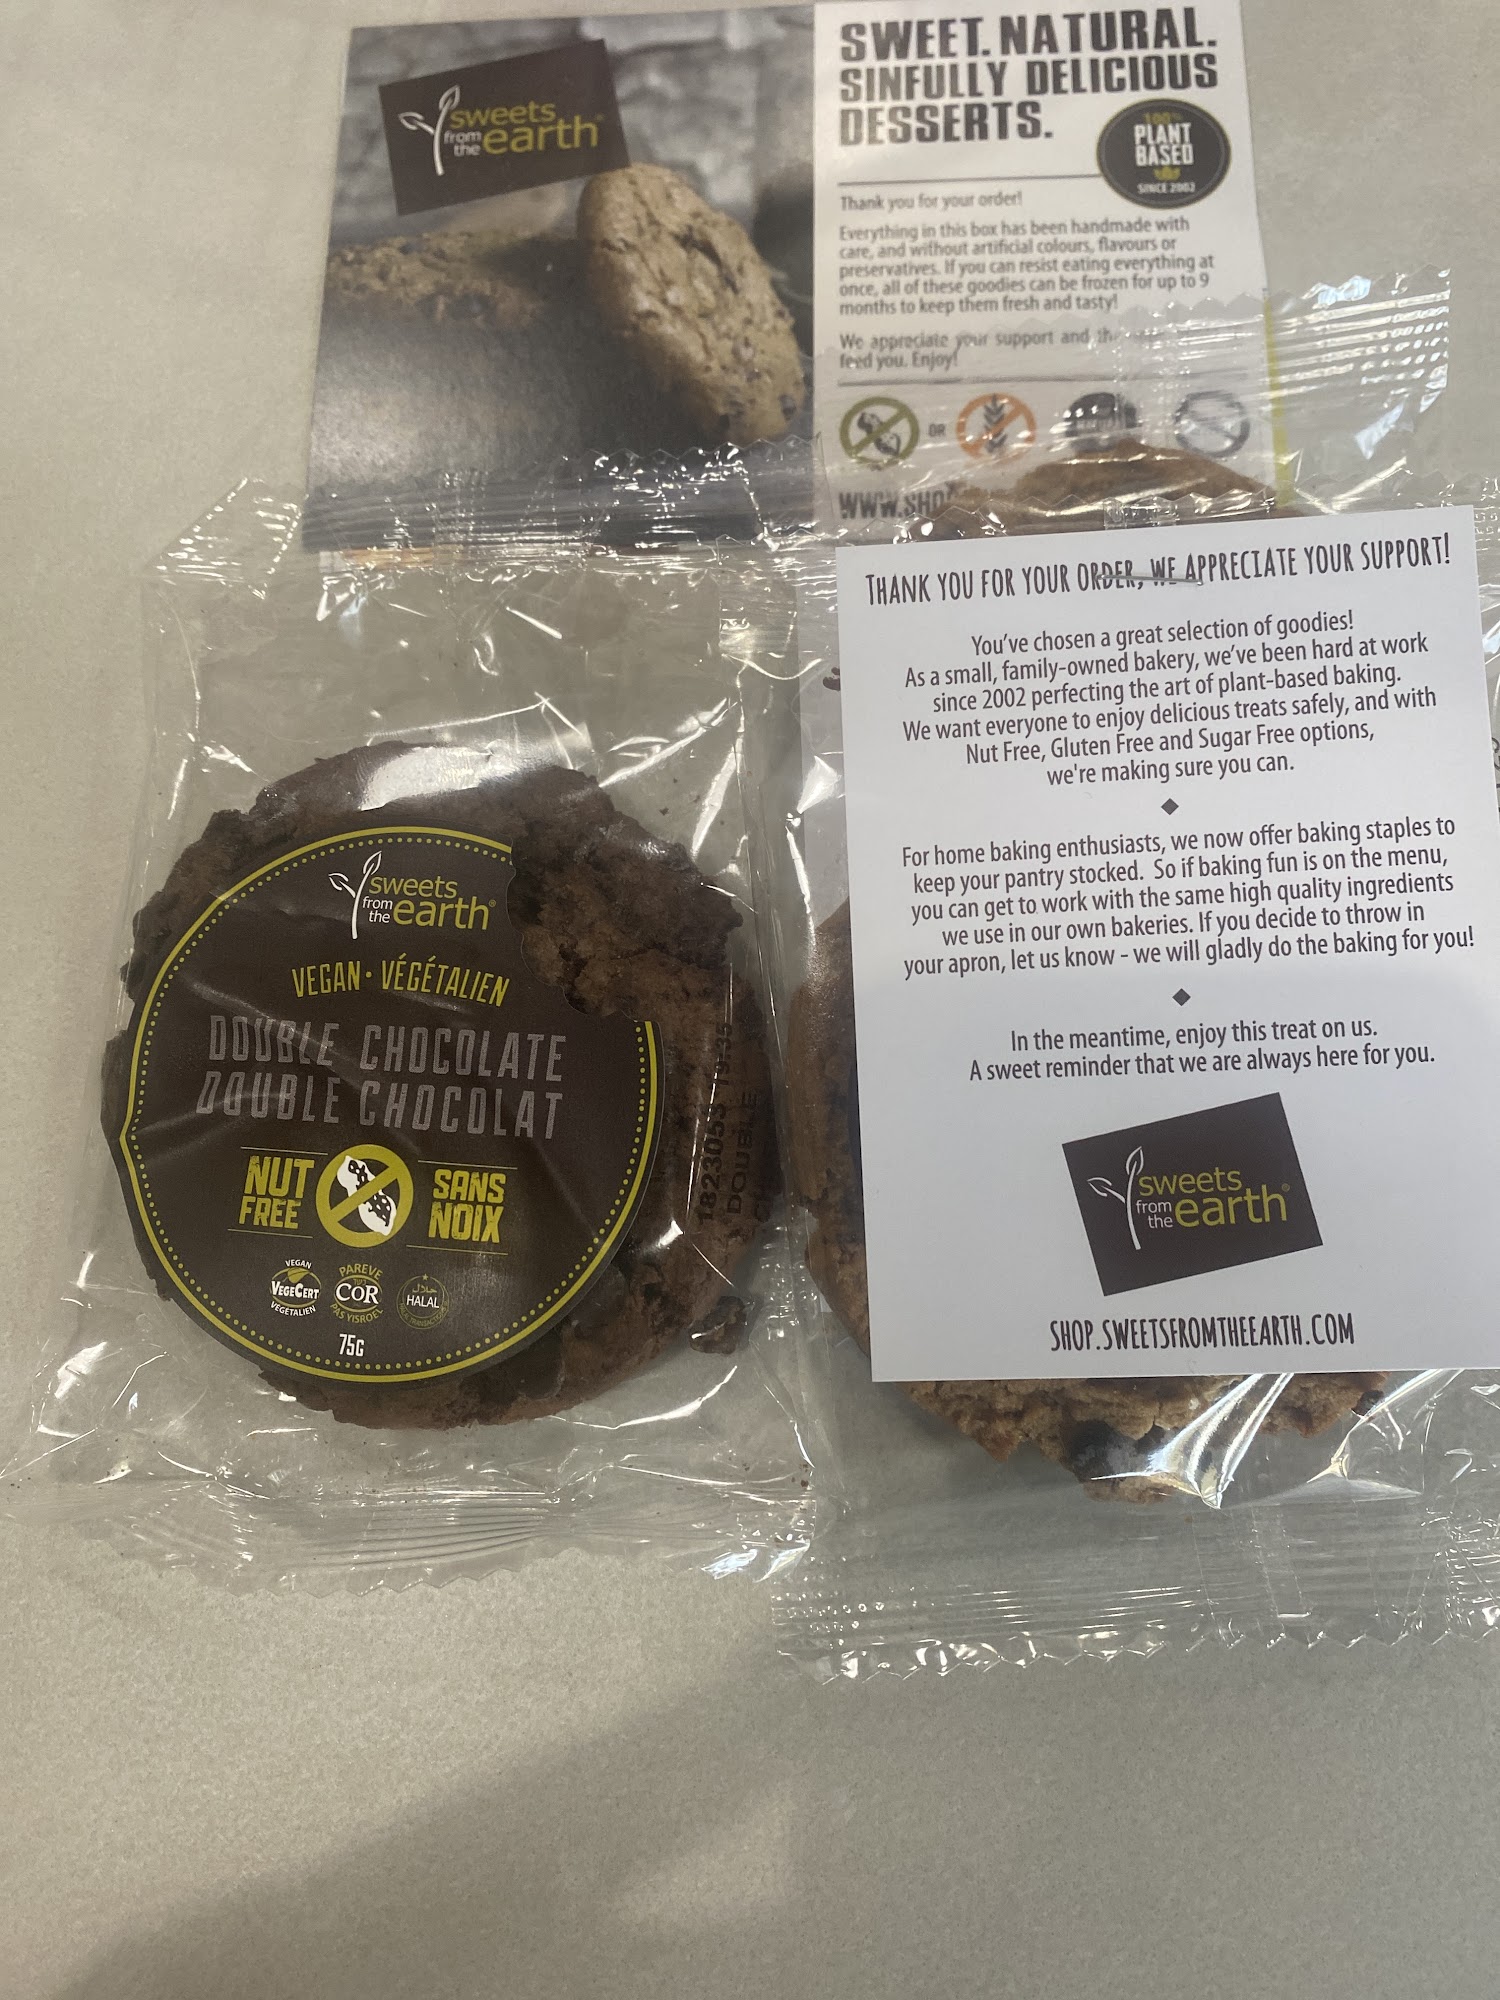 sweets
from
the earth
SWEET. NATURAL.
SINFULLY DELICIOUS
DESSERTS.
100%
PLANT
BASED
SINCE 2002
Thank you for your order!
Everything in this box has been handmade with
care, and without artificial colours, flavours or
preservatives. If you can resist eating everything at
once, all of these goodies can be frozen for up to 9
months to keep them fresh and tasty!
We appreciate your support and
feed you. Enjoy!
OR
WWW.SHO
THANK YOU FOR YOUR ORDER, WE APPRECIATE YOUR SUPPORT!
You've chosen a great selection of goodies!
As a small, family-owned bakery, we've been hard at work
since 2002 perfecting the art of plant-based baking.
We want everyone to enjoy delicious treats safely, and with
Nut Free, Gluten Free and Sugar Free options,
we're making sure you can.
For home baking enthusiasts, we now offer baking staples to
keep your pantry stocked. So if baking fun is on the menu,
you can get to work with the same high quality ingredients
we use in our own bakeries. If you decide to throw in
your apron, let us know - we will gladly do the baking for you!
In the meantime, enjoy this treat on us.
A sweet reminder that we are always here for you.
sweets
from
the earth®
SHOP.SWEETSFROMTHEEARTH.COM
sweets
from
the earth®
VEGAN • VÉGÉTALIEN
DOUBLE CHOCOLATE
DOUBLE CHOCOLAT
NUT
FREE
SANS
NOIX
VEGAN
VEGECERT
VEGETALIEN
PAREVE
COR
PAS YISROEL
حلال
HALAL
75G
DOUBLE